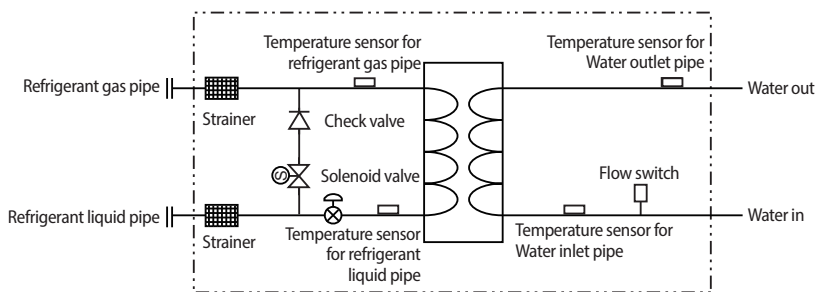 Temperature sensor for
refrigerant gas pipe
Temperature sensor for
Water outlet pipe
Refrigerant gas pipe
Water out
Strainer
Check valve
S
Solenoid valve
Flow switch
Refrigerant liquid pipe
Water in
Strainer
Temperature sensor
for refrigerant
liquid pipe
Temperature sensor for
Water inlet pipe